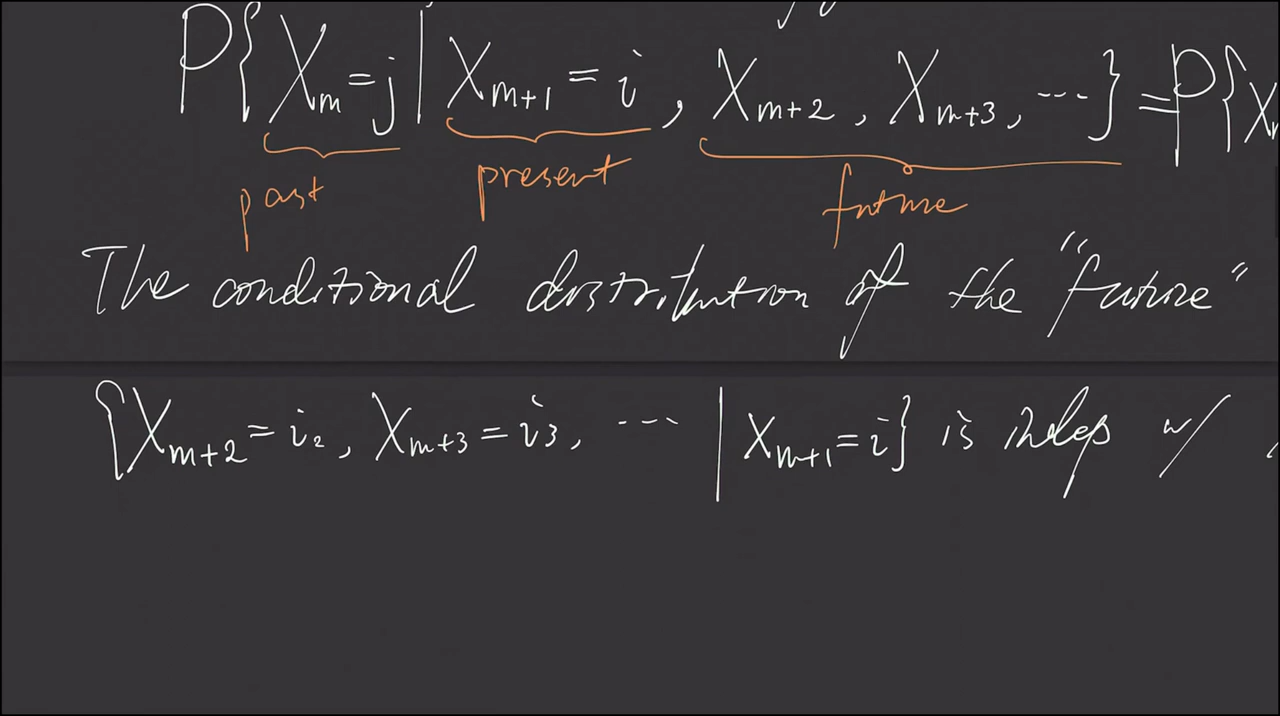 P{X_m = j | X_{m+1} = i, X_{m+2}, X_{m+3}, ...} = P{X
past present future
The conditional distribution of the "future"
{X_{m+2} = i_2, X_{m+3} = i_3, ... | X_{m+1} = i} is indep w/